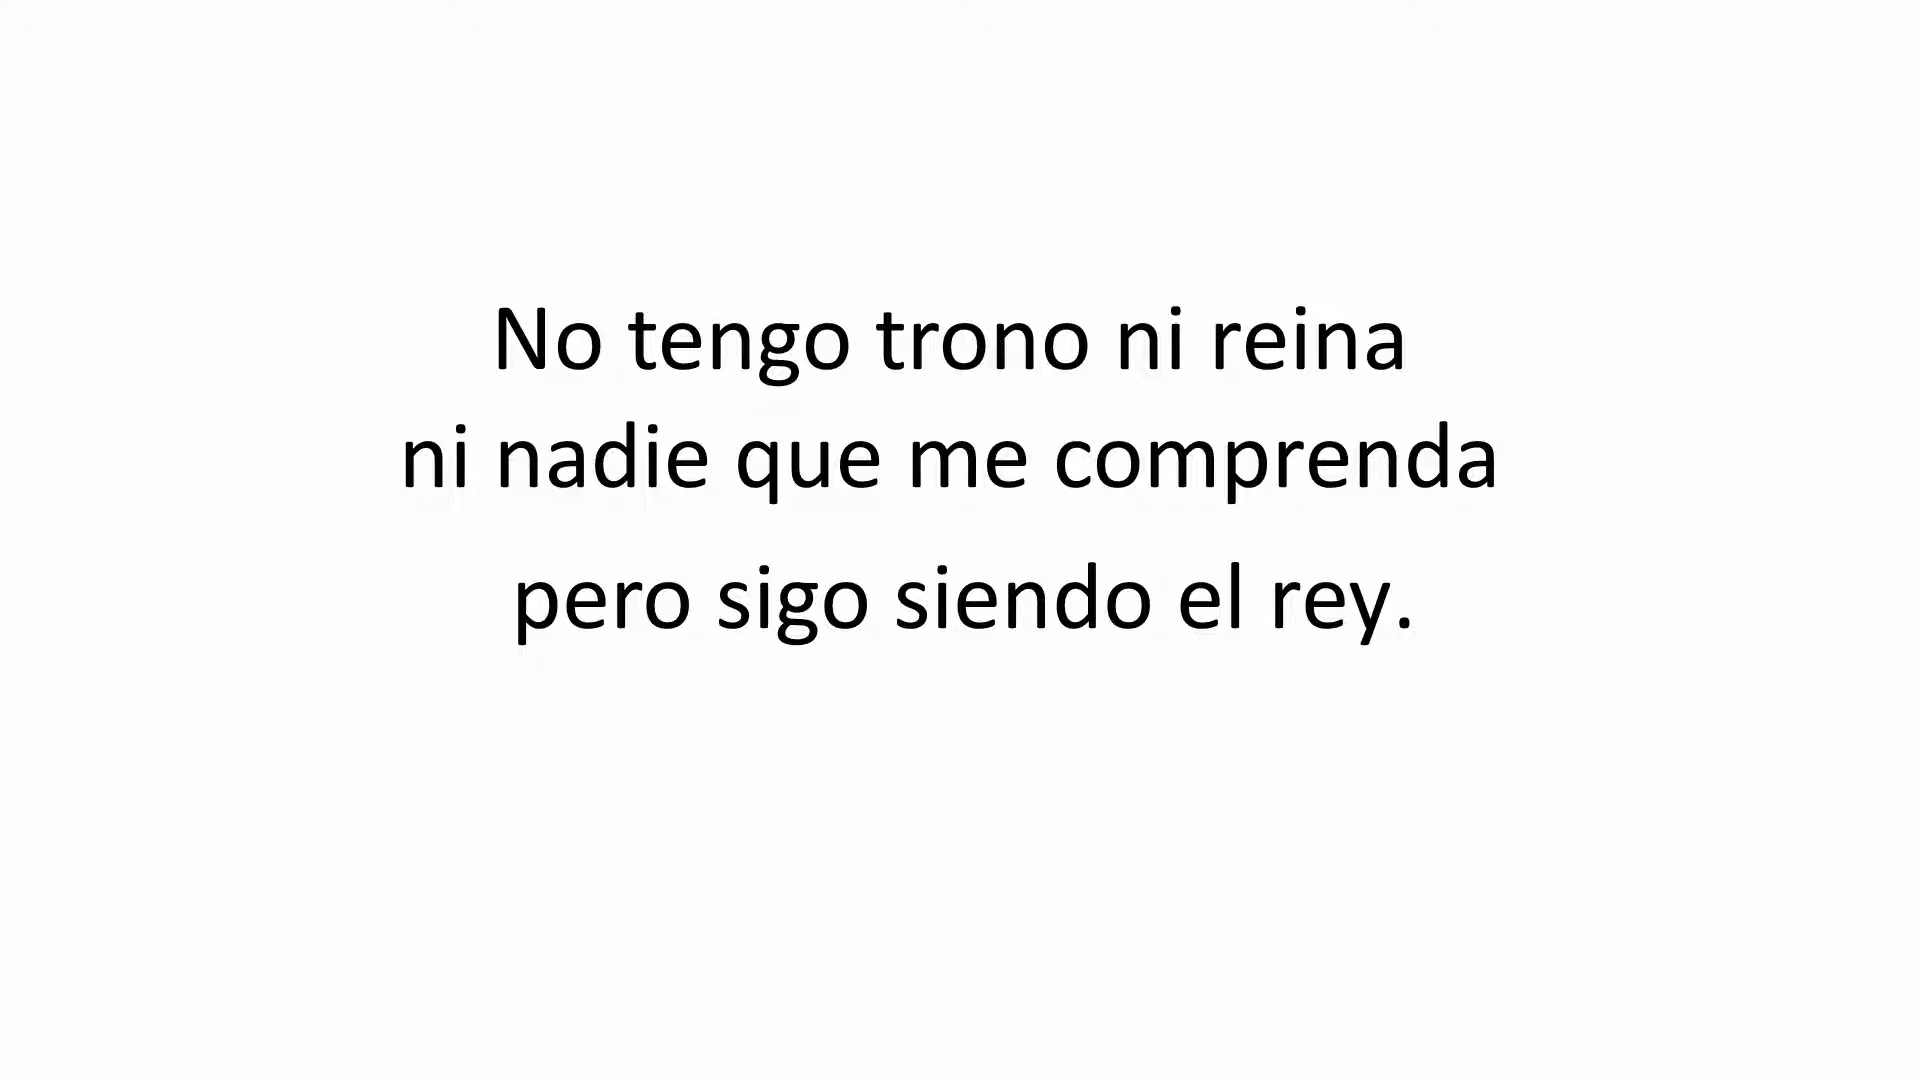 No tengo trono ni reina
ni nadie que me comprenda
pero sigo siendo el rey.